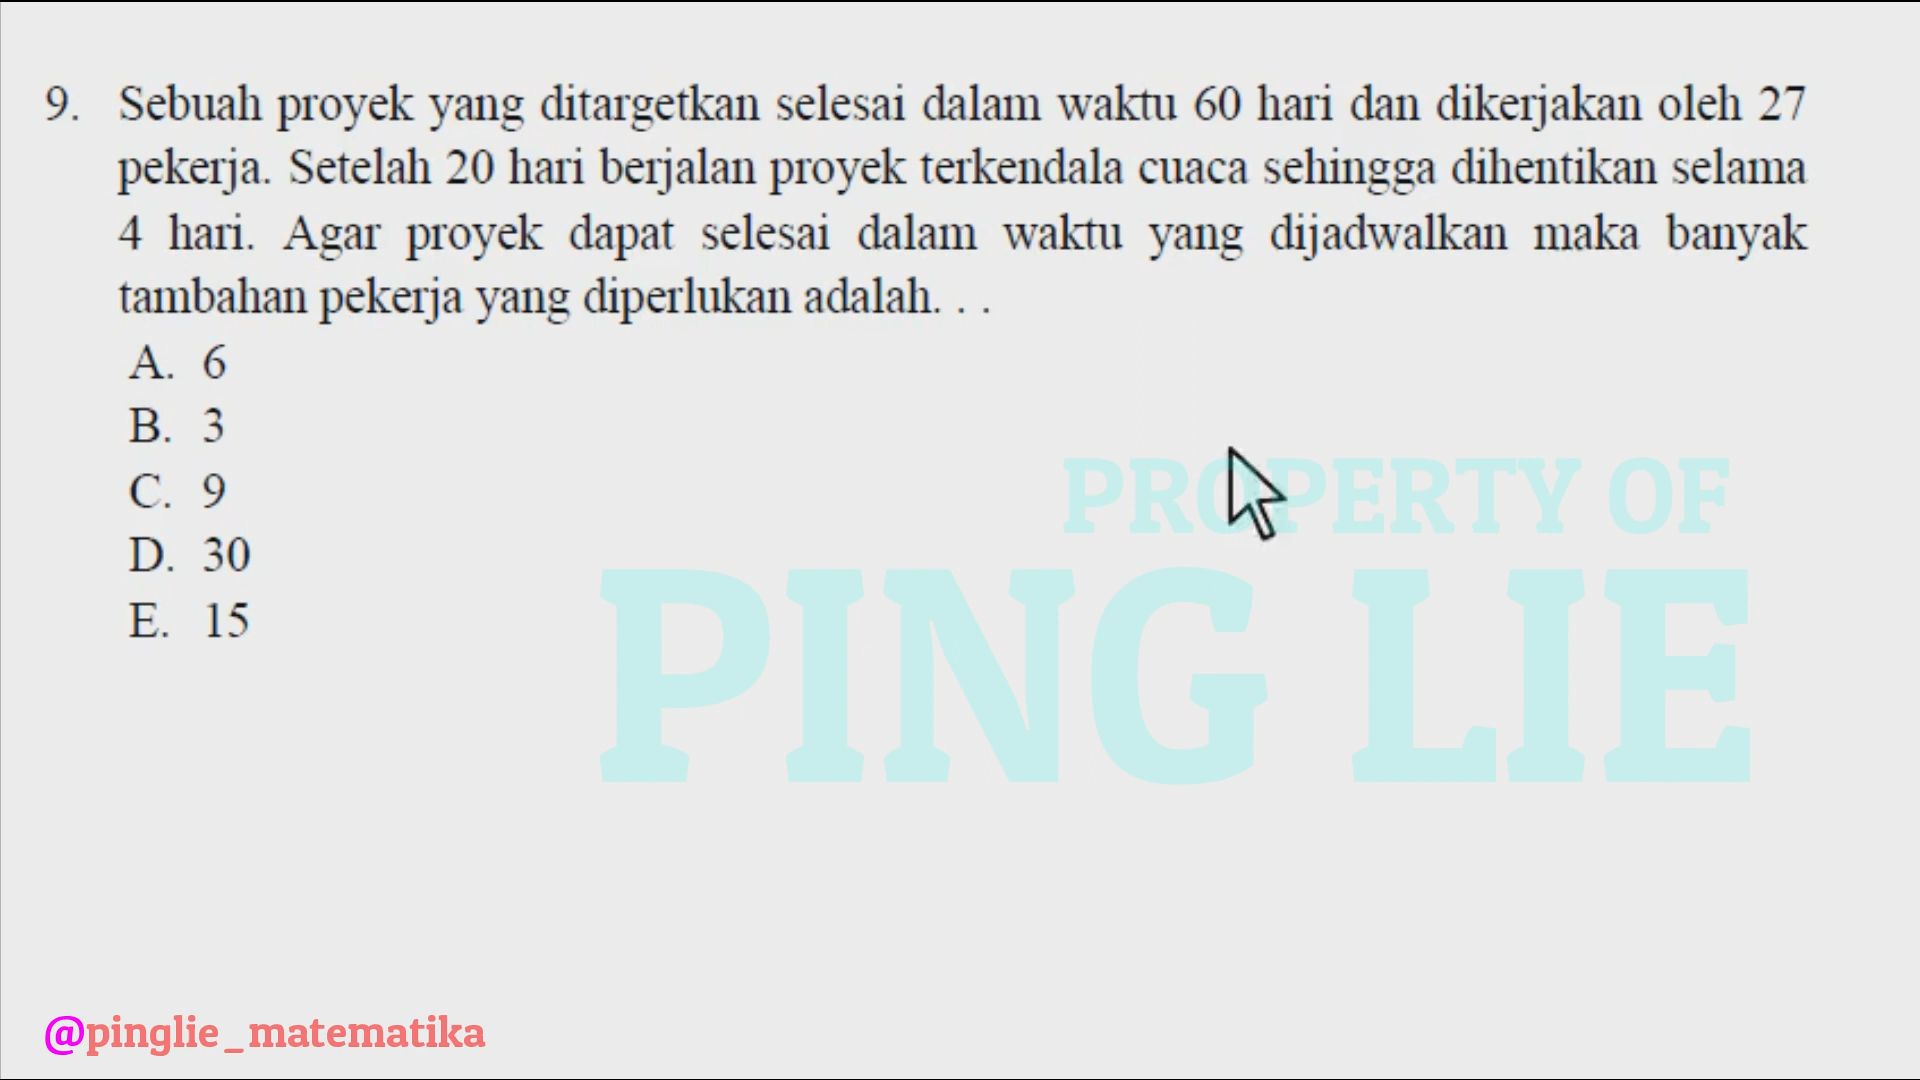 9. Sebuah proyek yang ditargetkan selesai dalam waktu 60 hari dan dikerjakan oleh 27
pekerja. Setelah 20 hari berjalan proyek terkendala cuaca sehingga dihentikan selama
4 hari. Agar proyek dapat selesai dalam waktu yang dijadwalkan maka banyak
tambahan pekerja yang diperlukan adalah. . .
A. 6
B. 3
C. 9
D. 30
E. 15
PROPERTY OF
PING LIE
@pinglie_matematika